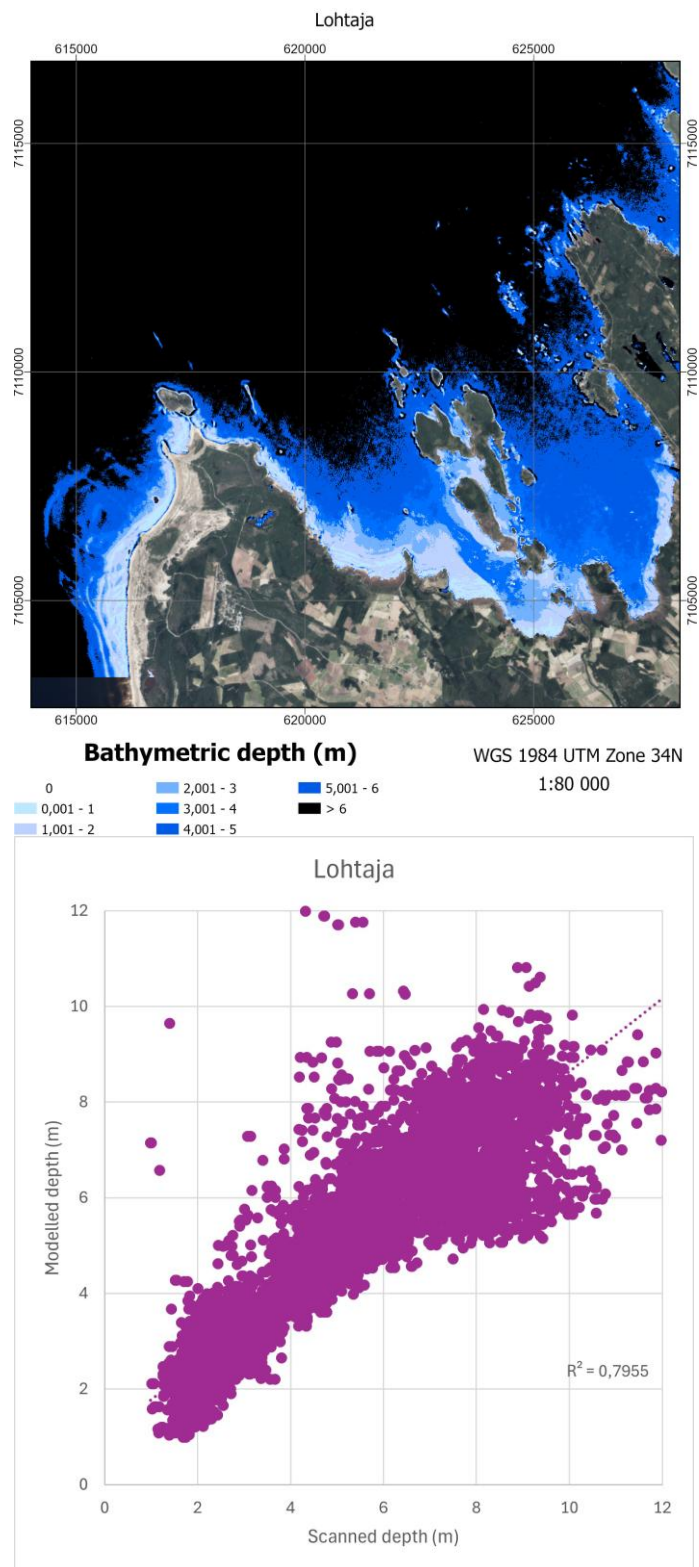 Lohtaja
615000 620000 625000
7115000 7115000
7110000 7110000
7105000 7105000
615000 620000 625000
Bathymetric depth (m) WGS 1984 UTM Zone 34N
1:80 000
0 2,001 - 3 5,001 - 6
0,001 - 1 3,001 - 4 > 6
1,001 - 2 4,001 - 5
Lohtaja
12
10
8
6
4
2
0
Modelled depth (m)
R² = 0,7955
0 2 4 6 8 10 12
Scanned depth (m)